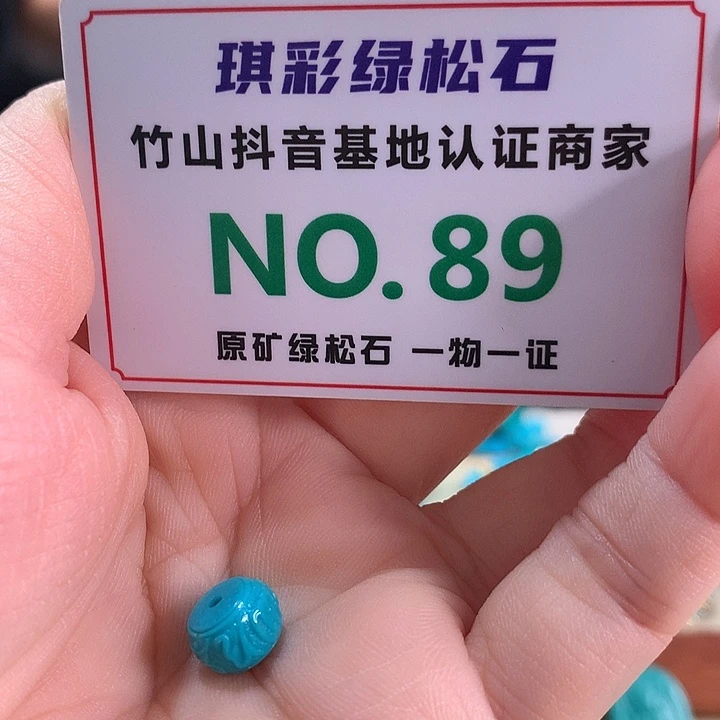 琪彩绿松石
竹山抖音基地认证商家
NO. 89
原矿绿松石 一物一证